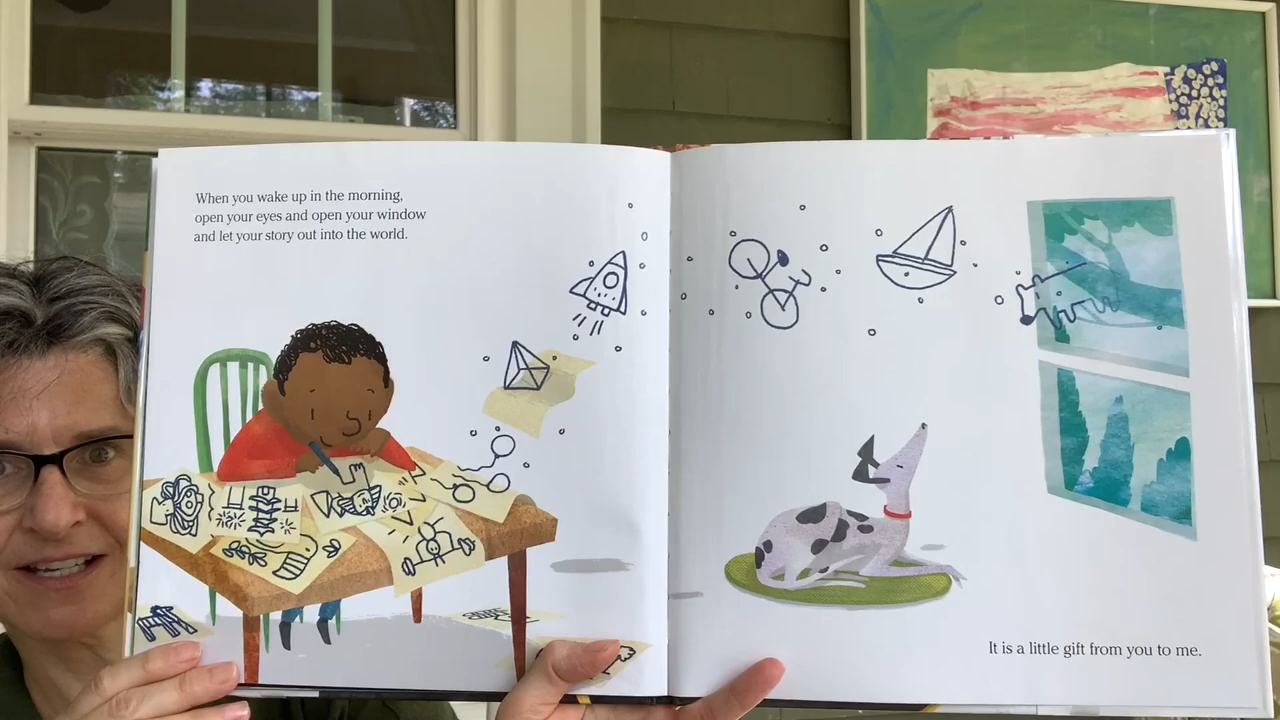 When you wake up in the morning,
open your eyes and open your window
and let your story out into the world.
It is a little gift from you to me.